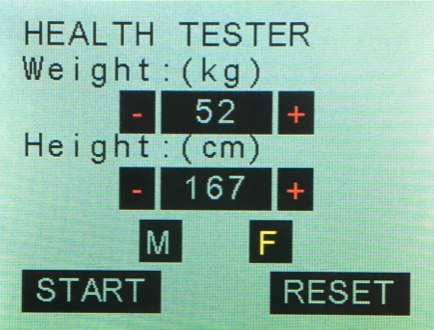 HEALTH TESTER
Weight:(kg)
- 52 +
Height:(cm)
- 167 +
M F
START RESET